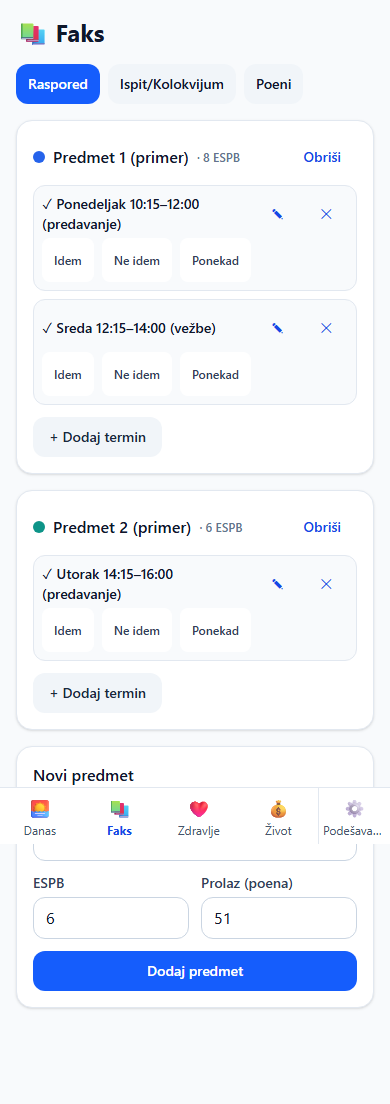 Faks
Raspored
Ispit/Kolokvijum
Poeni
Predmet 1 (primer) · 8 ESPB
Obriši
✓ Ponedeljak 10:15–12:00
(predavanje)
Idem
Ne idem
Ponekad
✓ Sreda 12:15–14:00 (vežbe)
Idem
Ne idem
Ponekad
+ Dodaj termin
Predmet 2 (primer) · 6 ESPB
Obriši
✓ Utorak 14:15–16:00
(predavanje)
Idem
Ne idem
Ponekad
+ Dodaj termin
Novi predmet
Danas
Faks
Zdravlje
Život
Podešava...
ESPB
Prolaz (poena)
6
51
Dodaj predmet